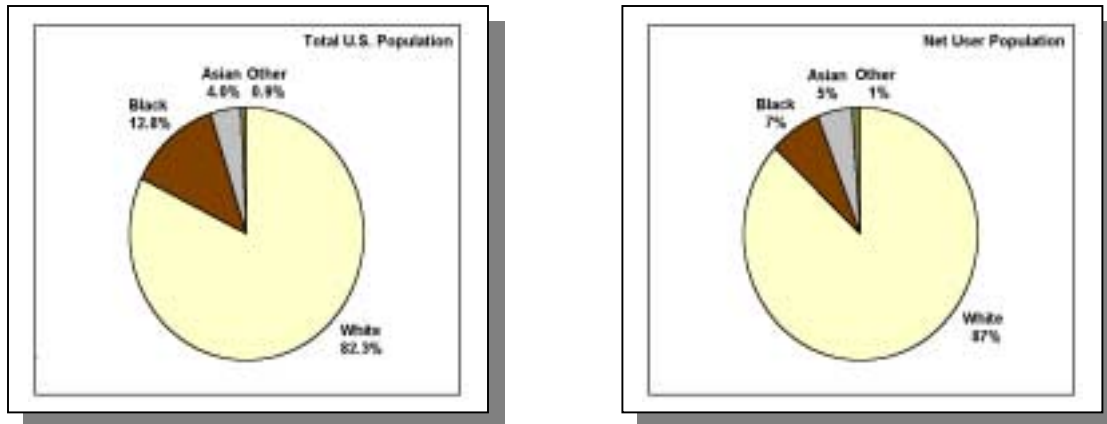 Total U.S. Population
Asian Other
4.0% 0.9%
Black
12.8%
White
82.3%
Net User Population
Asian Other
5% 1%
Black
7%
White
87%